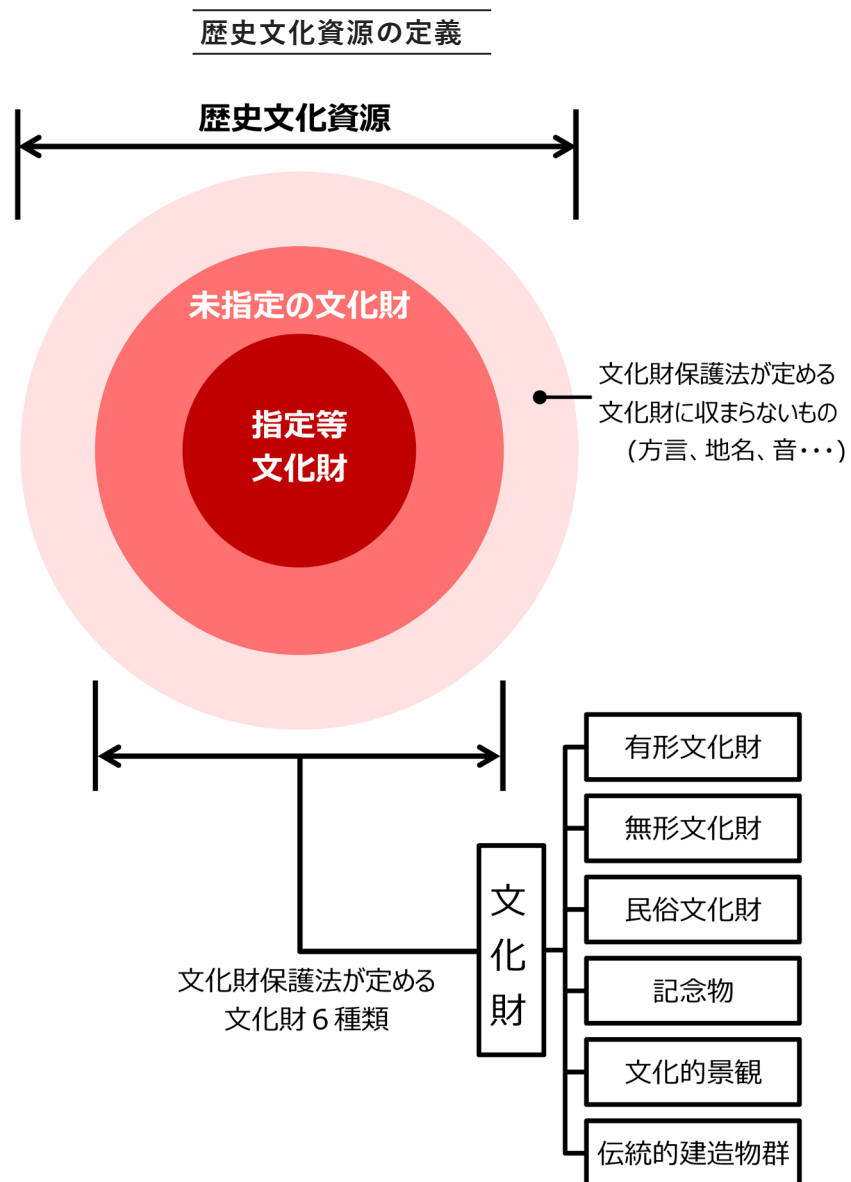 歴史文化資源の定義
歴史文化資源
未指定の文化財
指定等
文化財
文化財保護法が定める
文化財に収まらないもの
(方言、地名、音･･･)
文化財保護法が定める
文化財6種類
文化財
有形文化財
無形文化財
民俗文化財
記念物
文化的景観
伝統的建造物群